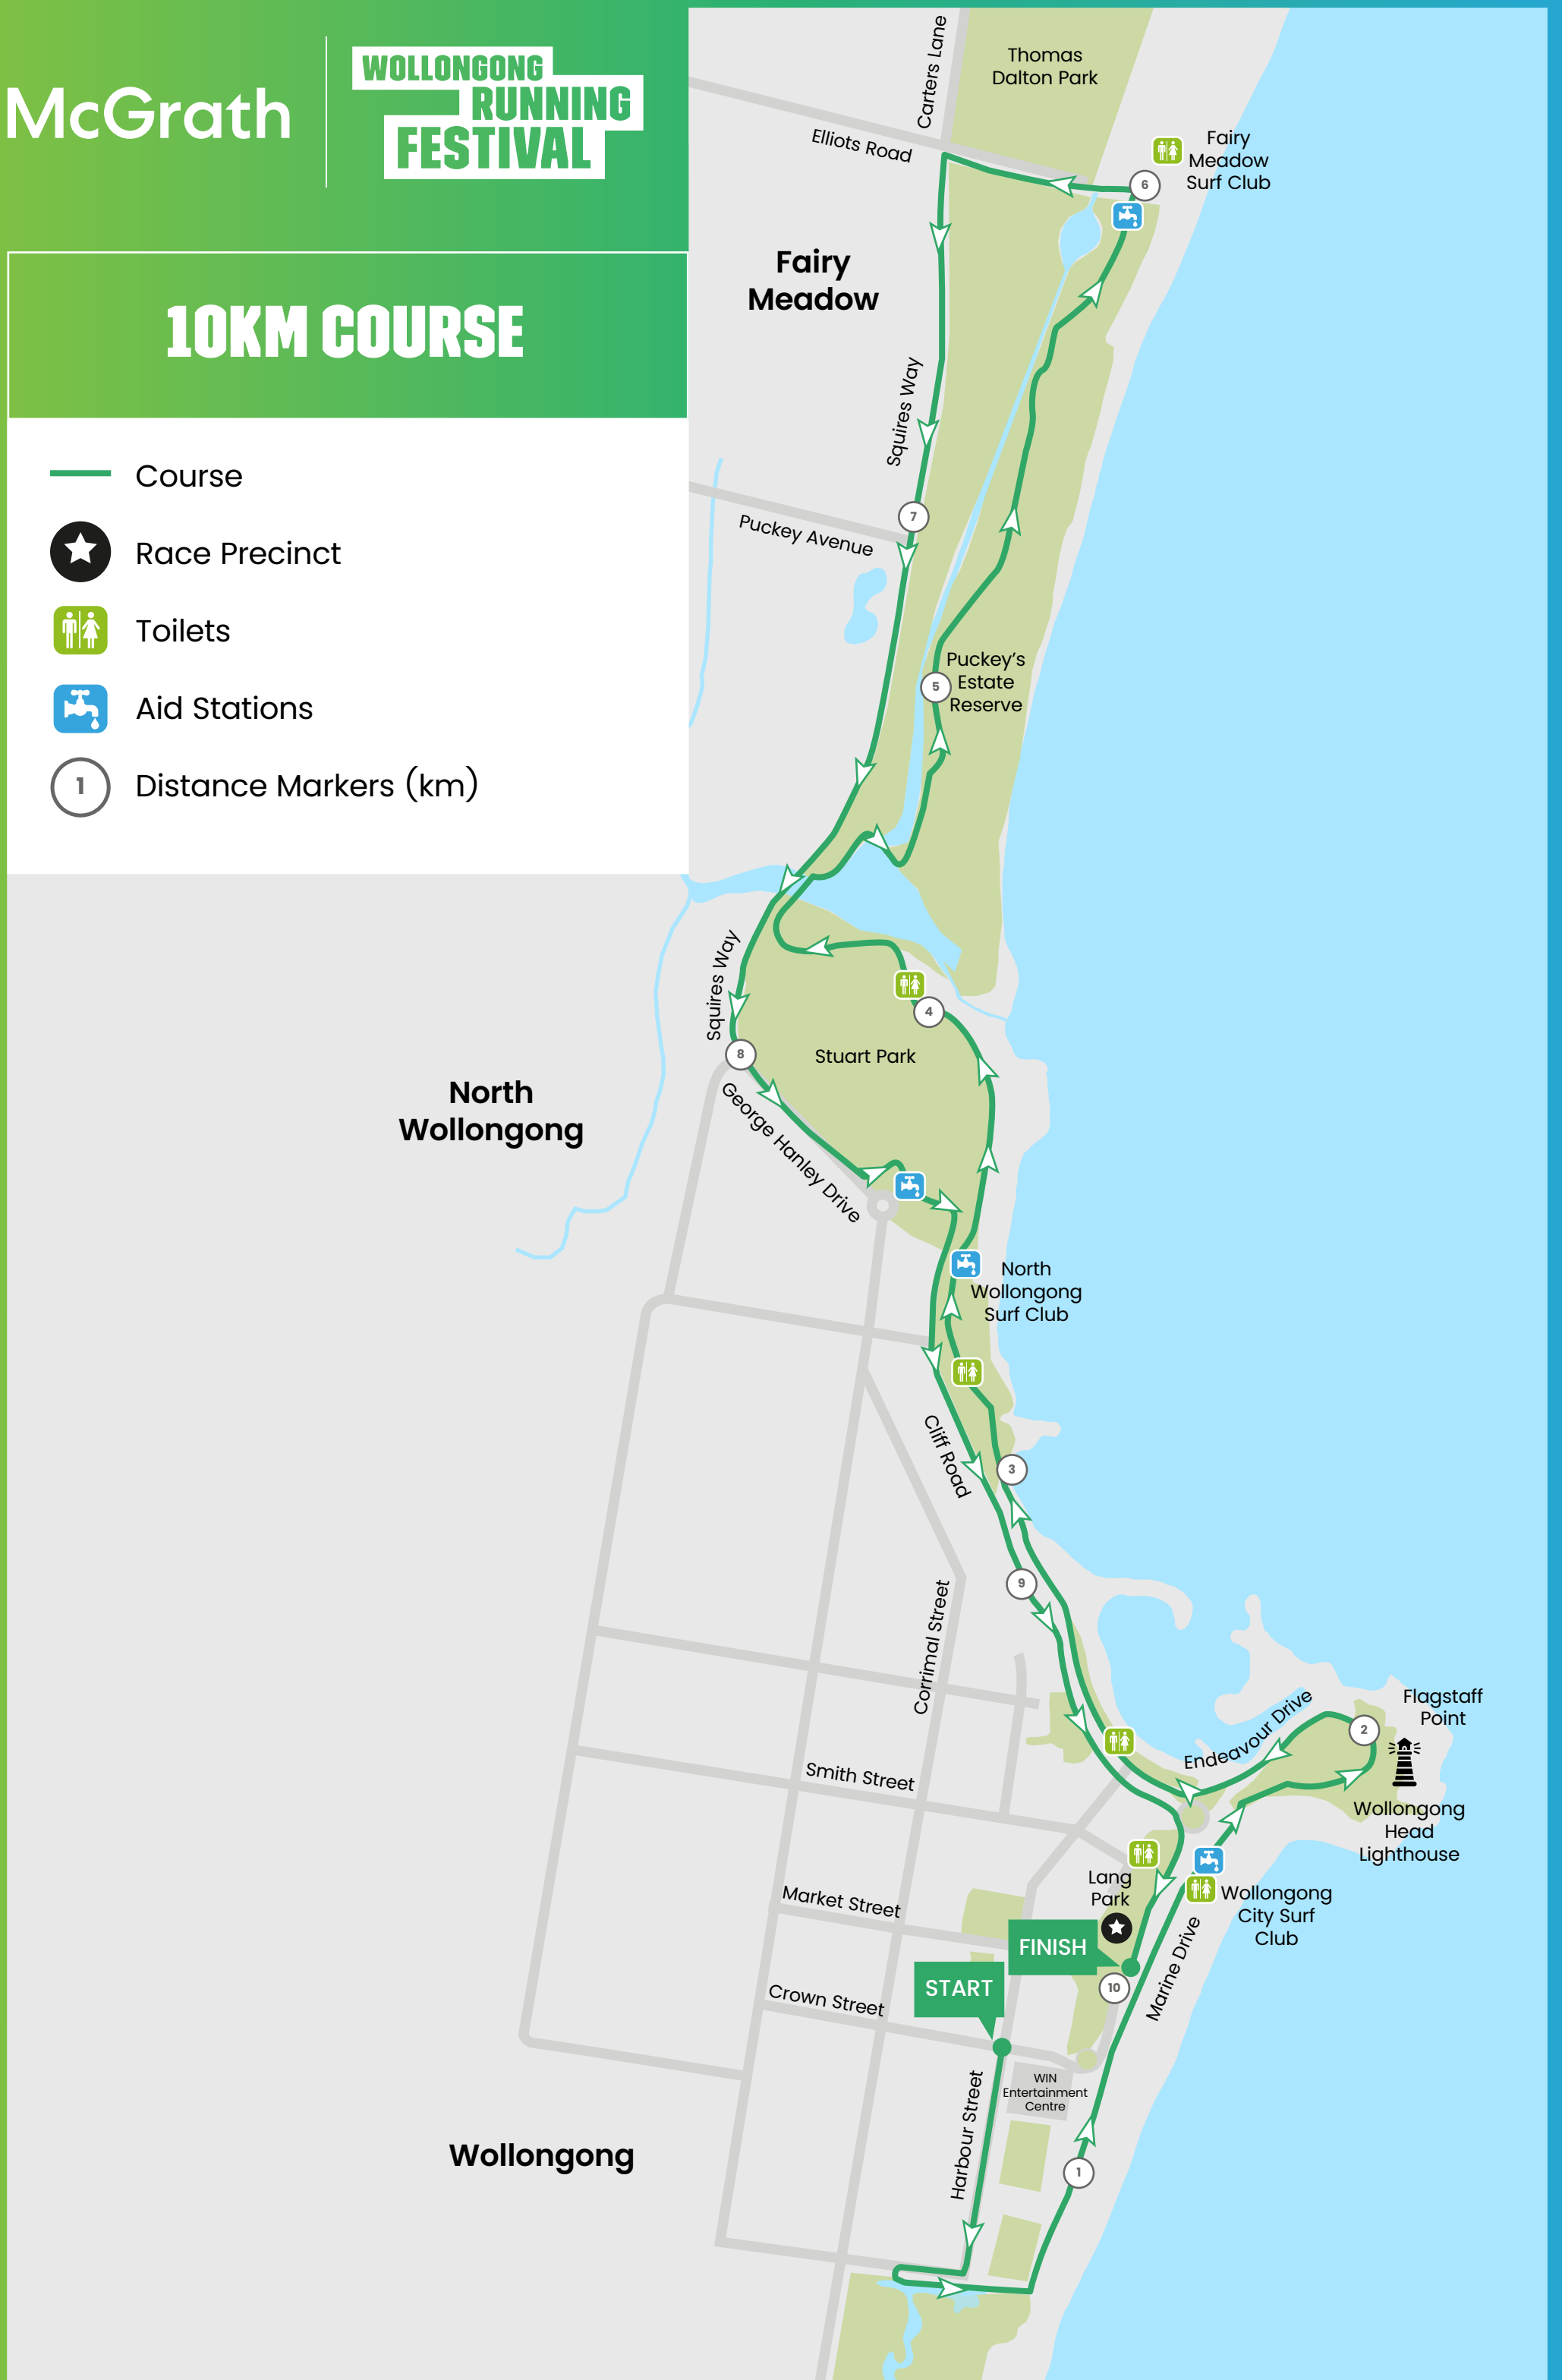 McGrath
WOLLONGONG
RUNNING
FESTIVAL
10KM COURSE
Course
Race Precinct
Toilets
Aid Stations
1
Distance Markers (km)
Carters Lane
Thomas
Dalton Park
Elliots Road
Fairy
Meadow
Surf Club
6
Fairy
Meadow
Squires Way
7
Puckey Avenue
Puckey's
Estate
Reserve
5
Squires Way
4
8
Stuart Park
North
Wollongong
George Hanley Drive
North
Wollongong
Surf Club
Cliff Road
3
9
Corrimal Street
Flagstaff
Point
2
Endeavour Drive
Smith Street
Wollongong
Head
Lighthouse
Lang
Park
Market Street
Wollongong
City Surf
Club
FINISH
START
10
Marine Drive
Crown Street
WIN
Entertainment
Centre
Harbour Street
Wollongong
1